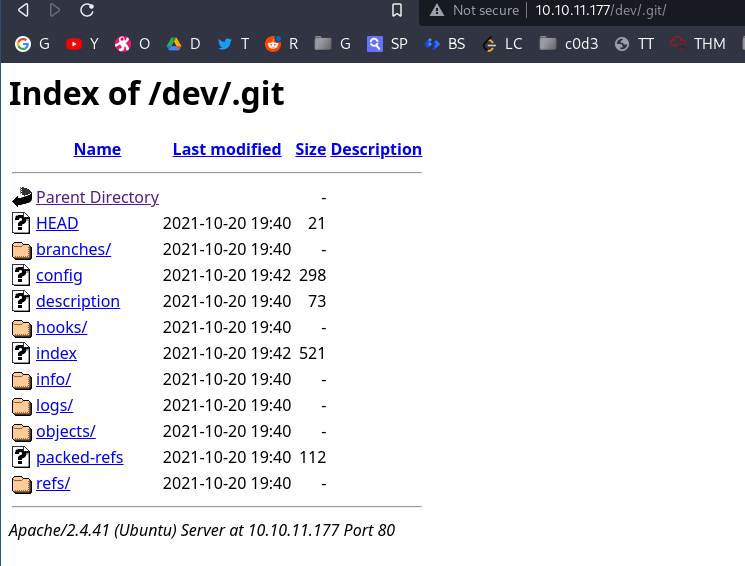 Not secure | 10.10.11.177/dev/.git/
G Y O D T R G SP BS LC c0d3 TT THM
Index of /dev/.git
Name Last modified Size Description
Parent Directory -
HEAD 2021-10-20 19:40 21
branches/ 2021-10-20 19:40 -
config 2021-10-20 19:42 298
description 2021-10-20 19:40 73
hooks/ 2021-10-20 19:40 -
index 2021-10-20 19:42 521
info/ 2021-10-20 19:40 -
logs/ 2021-10-20 19:40 -
objects/ 2021-10-20 19:40 -
packed-refs 2021-10-20 19:40 112
refs/ 2021-10-20 19:40 -
Apache/2.4.41 (Ubuntu) Server at 10.10.11.177 Port 80